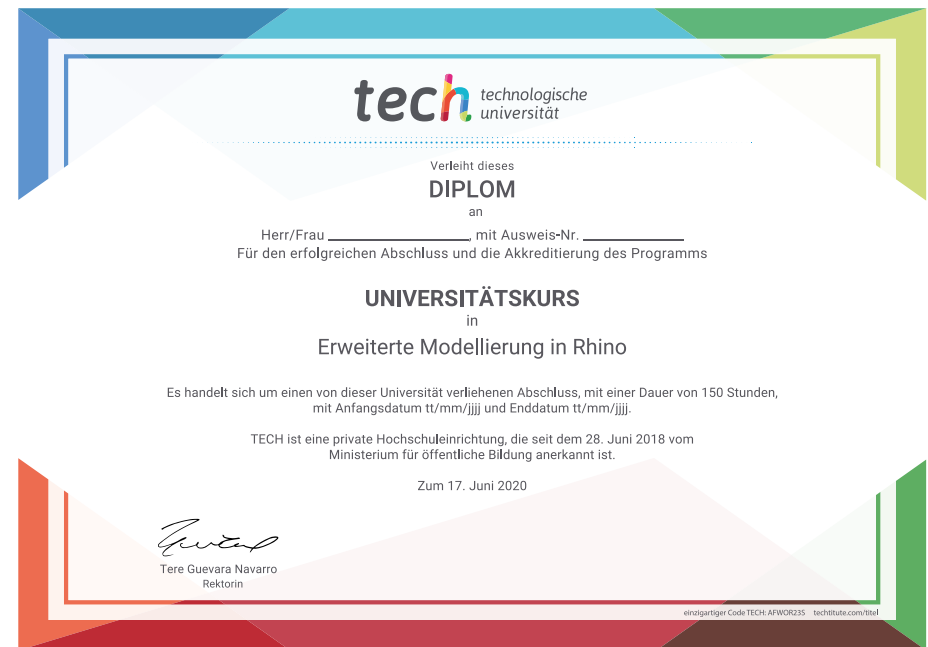 tech technologische
universität
Verleiht dieses
DIPLOM
an
Herr/Frau ____________, mit Ausweis-Nr. ____________
Für den erfolgreichen Abschluss und die Akkreditierung des Programms
UNIVERSITÄTSKURS
in
Erweiterte Modellierung in Rhino
Es handelt sich um einen von dieser Universität verliehenen Abschluss, mit einer Dauer von 150 Stunden,
mit Anfangsdatum tt/mm/jjjj und Enddatum tt/mm/jjjj.
TECH ist eine private Hochschuleinrichtung, die seit dem 28. Juni 2018 vom
Ministerium für öffentliche Bildung anerkannt ist.
Zum 17. Juni 2020
Tere Guevara Navarro
Rektorin
einzigartiger Code TECH: AFWOR235 techtitute.com/titel